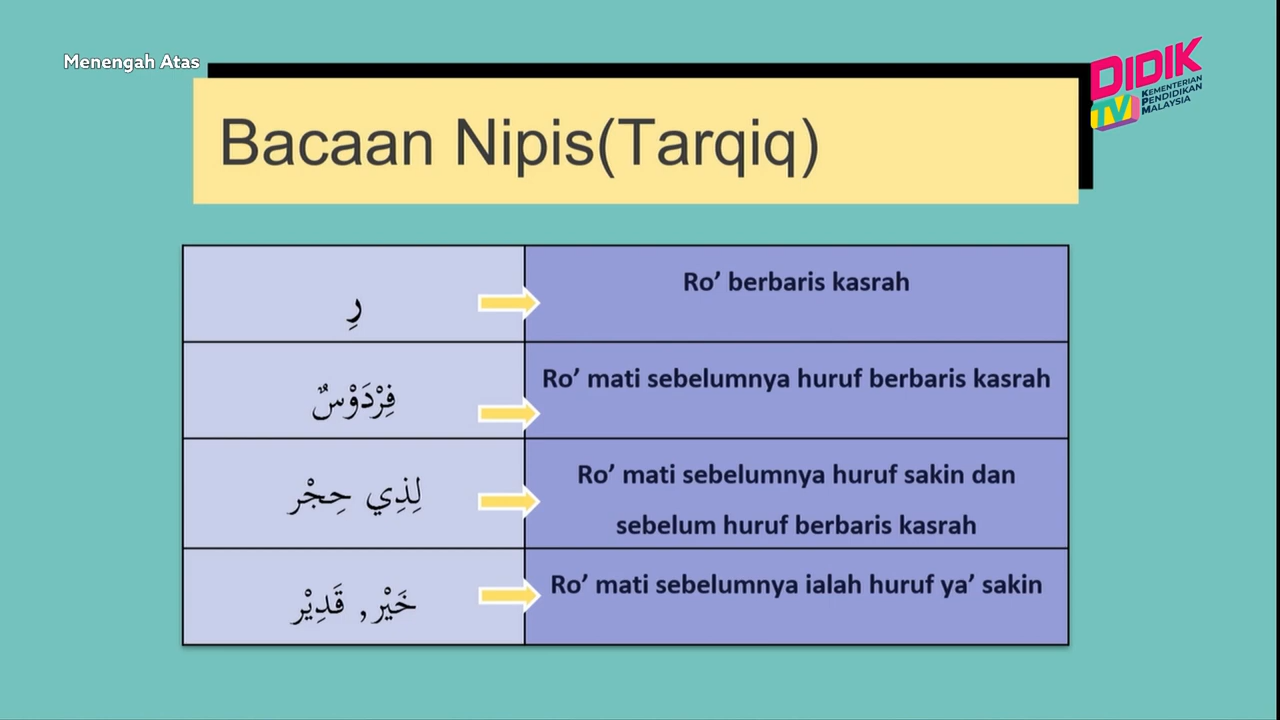 Menengah Atas
DIDIK
TV
KEMENTERIAN
PENDIDIKAN
MALAYSIA
Bacaan Nipis(Tarqiq)
رِ
Ro’ berbaris kasrah
فِرْدَوْسٌ
Ro’ mati sebelumnya huruf berbaris kasrah
لِذِي حِجْر
Ro’ mati sebelumnya huruf sakin dan
sebelum huruf berbaris kasrah
خَيْر, قَدِيْر
Ro’ mati sebelumnya ialah huruf ya’ sakin